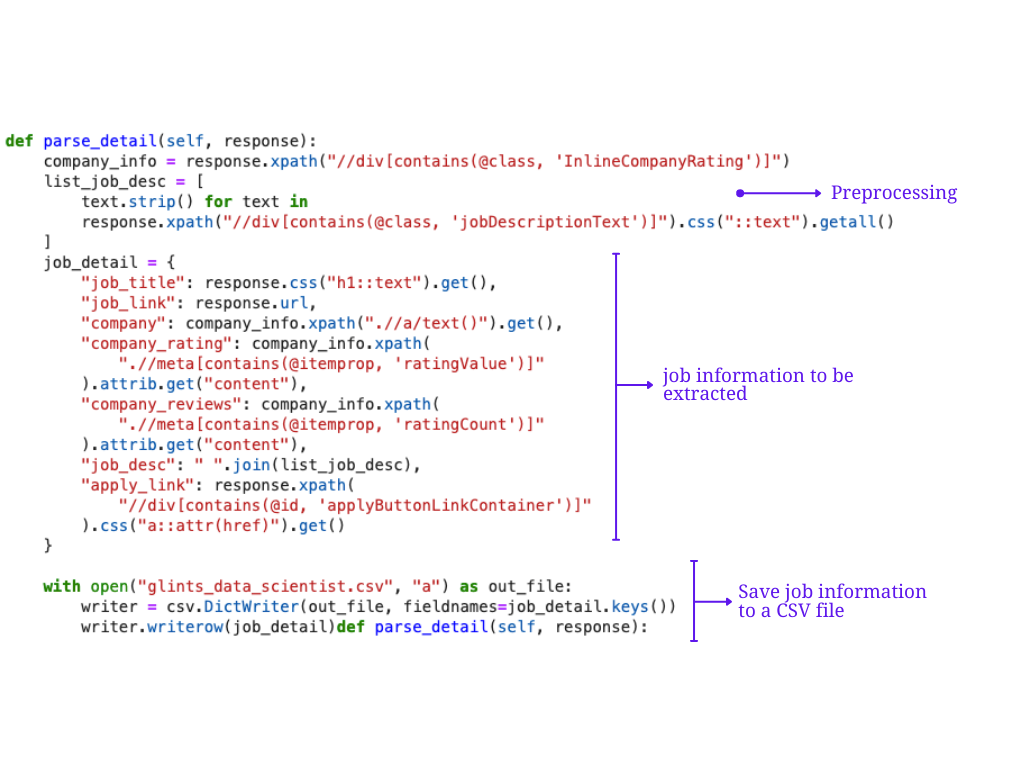 def parse_detail(self, response):
    company_info = response.xpath("//div[contains(@class, 'InlineCompanyRating')]")
    list_job_desc = [
        text.strip() for text in
        response.xpath("//div[contains(@class, 'jobDescriptionText')]").css("::text").getall()
    ]
Preprocessing
    job_detail = {
        "job_title": response.css("h1::text").get(),
        "job_link": response.url,
        "company": company_info.xpath(".//a/text()").get(),
        "company_rating": company_info.xpath(
            ".//meta[contains(@itemprop, 'ratingValue')]"
        ).attrib.get("content"),
        "company_reviews": company_info.xpath(
            ".//meta[contains(@itemprop, 'ratingCount')]"
        ).attrib.get("content"),
        "job_desc": " ".join(list_job_desc),
        "apply_link": response.xpath(
            "//div[contains(@id, 'applyButtonLinkContainer')]"
        ).css("a::attr(href)").get()
    }
job information to be
extracted
    with open("glints_data_scientist.csv", "a") as out_file:
        writer = csv.DictWriter(out_file, fieldnames=job_detail.keys())
        writer.writerow(job_detail)def parse_detail(self, response):
Save job information
to a CSV file